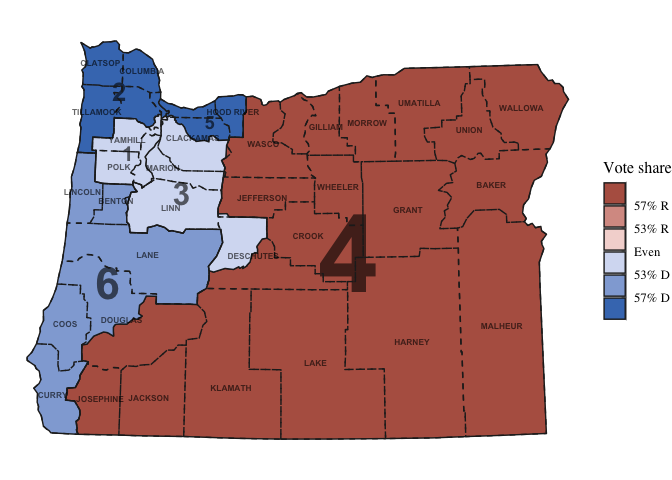 CLATSOP
COLUMBIA
2
TILLAMOOK
HOOD RIVER
5
YAMHILL
CLACKAMAS
1
POLK
MARION
WASCO
GILLIAM
MORROW
UMATILLA
WALLOWA
UNION
BAKER
LINCOLN
BENTON
3
LINN
JEFFERSON
WHEELER
GRANT
CROOK
4
LANE
DESCHUTES
6
COOS
DOUGLAS
HARNEY
MALHEUR
CURRY
JOSEPHINE
JACKSON
KLAMATH
LAKE
Vote share
57% R
53% R
Even
53% D
57% D